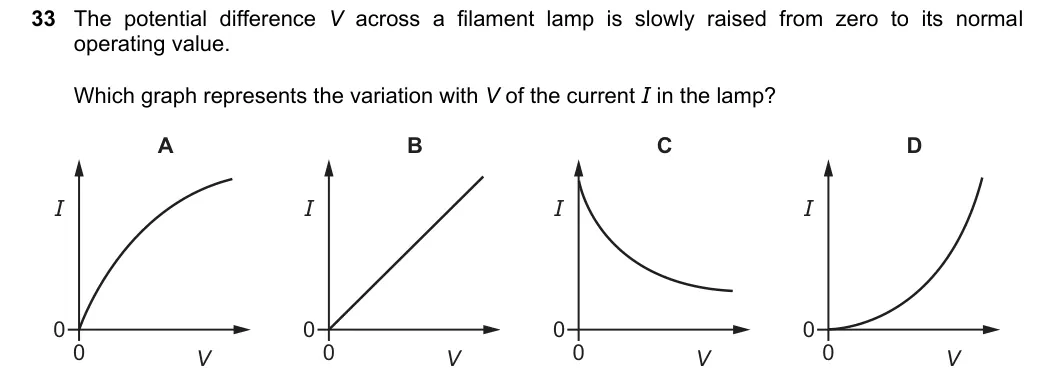 33 The potential difference V across a filament lamp is slowly raised from zero to its normal
operating value.
Which graph represents the variation with V of the current I in the lamp?
A B C D
I I I I
0 0 0 0
0 V 0 V 0 V 0 V